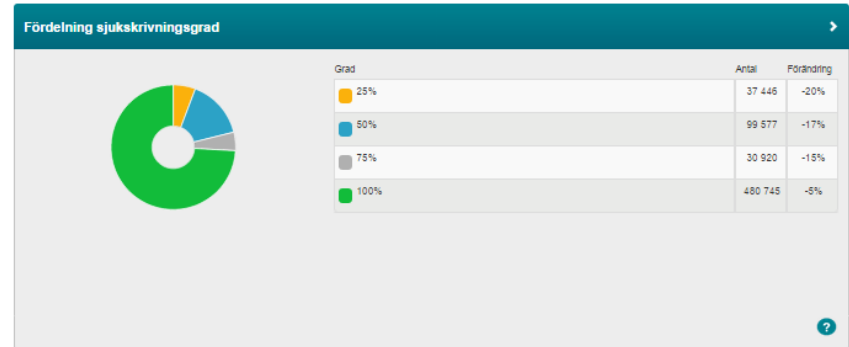 Fördelning sjukskrivningsgrad
Grad Antal Förändring
25% 37 446 -20%
50% 99 577 -17%
75% 30 920 -15%
100% 480 745 -5%
?